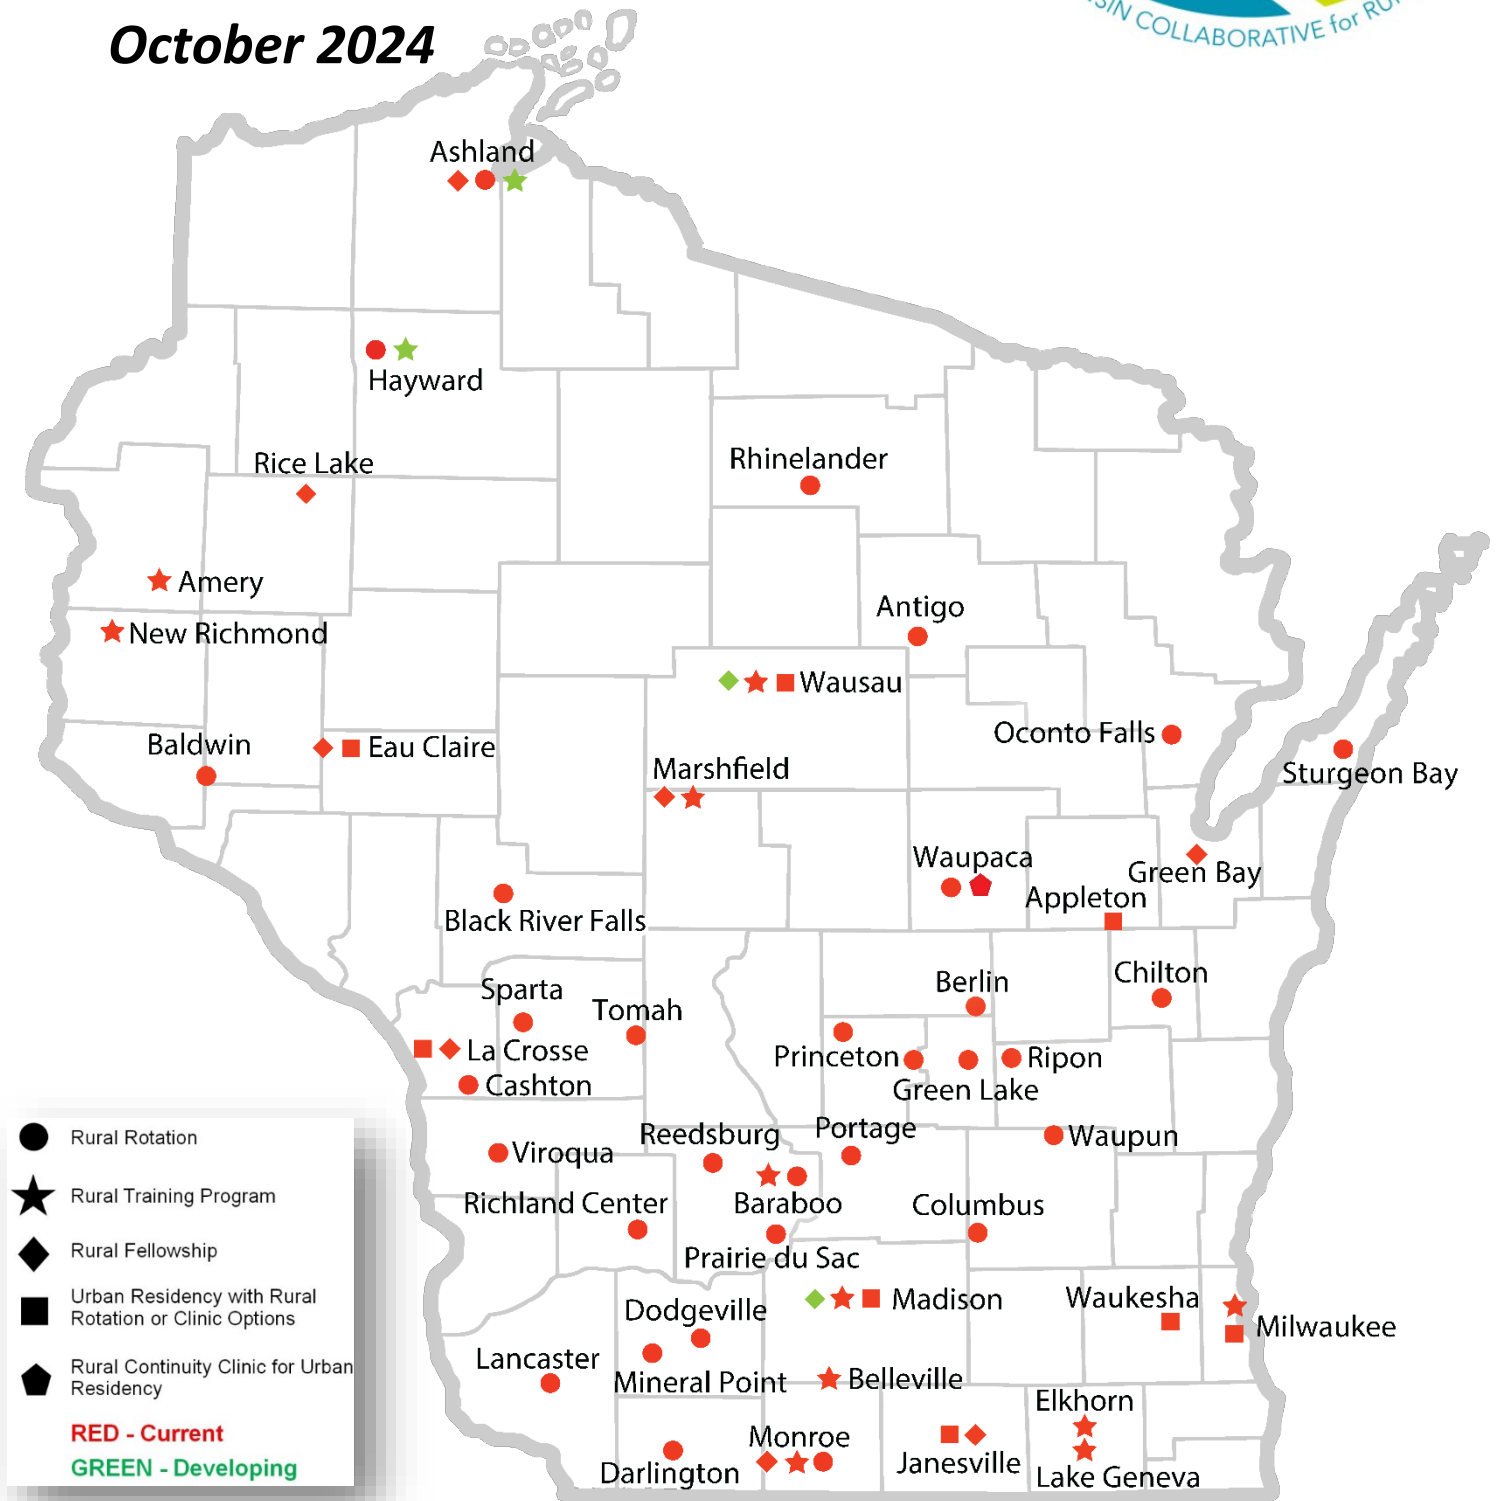 October 2024
COLLABORATIVE for
Ashland
Hayward
Rice Lake
Rhinelander
Amery
Antigo
New Richmond
Wausau
Oconto Falls
Baldwin
Eau Claire
Marshfield
Sturgeon Bay
Waupaca
Green Bay
Appleton
Black River Falls
Chilton
Berlin
Sparta
Tomah
La Crosse
Princeton
Ripon
Cashton
Green Lake
Reedsburg
Portage
Waupun
Viroqua
Richland Center
Baraboo
Columbus
Prairie du Sac
Madison
Waukesha
Dodgeville
Milwaukee
Lancaster
Mineral Point
Belleville
Elkhorn
Monroe
Janesville
Darlington
Lake Geneva
Rural Rotation
Rural Training Program
Rural Fellowship
Urban Residency with Rural
Rotation or Clinic Options
Rural Continuity Clinic for Urban
Residency
RED - Current
GREEN - Developing